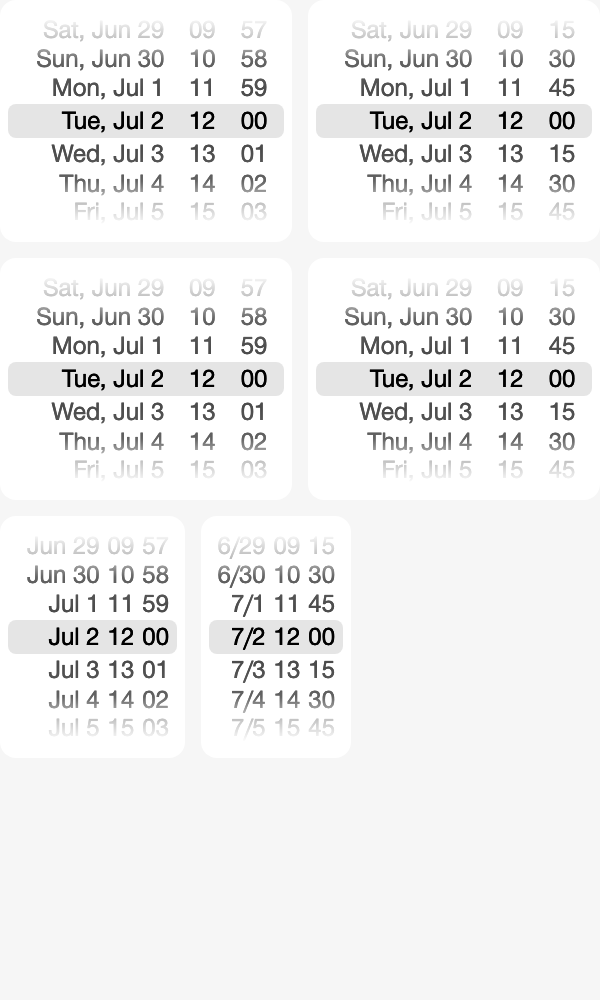 Sat, Jun 29 09 57
Sun, Jun 30 10 58
Mon, Jul 1 11 59
Tue, Jul 2 12 00
Wed, Jul 3 13 01
Thu, Jul 4 14 02
Fri, Jul 5 15 03
Sat, Jun 29 09 15
Sun, Jun 30 10 30
Mon, Jul 1 11 45
Tue, Jul 2 12 00
Wed, Jul 3 13 15
Thu, Jul 4 14 30
Fri, Jul 5 15 45
Sat, Jun 29 09 57
Sun, Jun 30 10 58
Mon, Jul 1 11 59
Tue, Jul 2 12 00
Wed, Jul 3 13 01
Thu, Jul 4 14 02
Fri, Jul 5 15 03
Sat, Jun 29 09 15
Sun, Jun 30 10 30
Mon, Jul 1 11 45
Tue, Jul 2 12 00
Wed, Jul 3 13 15
Thu, Jul 4 14 30
Fri, Jul 5 15 45
Jun 29 09 57
Jun 30 10 58
Jul 1 11 59
Jul 2 12 00
Jul 3 13 01
Jul 4 14 02
Jul 5 15 03
6/29 09 15
6/30 10 30
7/1 11 45
7/2 12 00
7/3 13 15
7/4 14 30
7/5 15 45